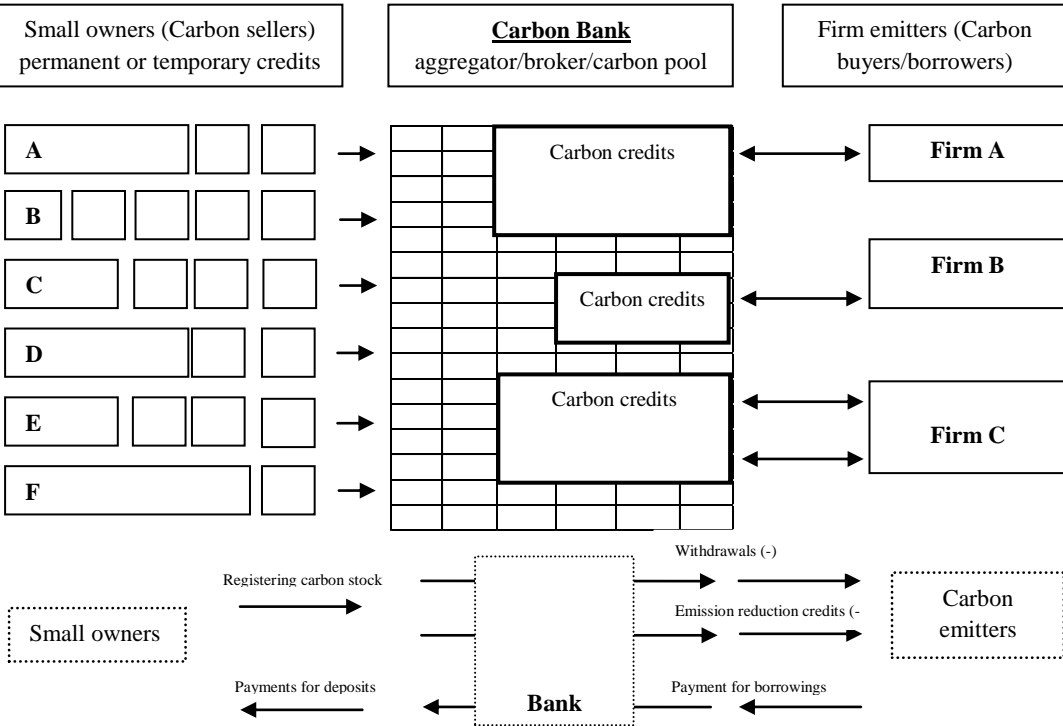 Small owners (Carbon sellers)
permanent or temporary credits
Carbon Bank
aggregator/broker/carbon pool
Firm emitters (Carbon
buyers/borrowers)
A
B
C
D
E
F
Carbon credits
Carbon credits
Carbon credits
Firm A
Firm B
Firm C
Withdrawals (-)
Registering carbon stock
Emission reduction credits (-
Small owners
Carbon
emitters
Payments for deposits
Payment for borrowings
Bank